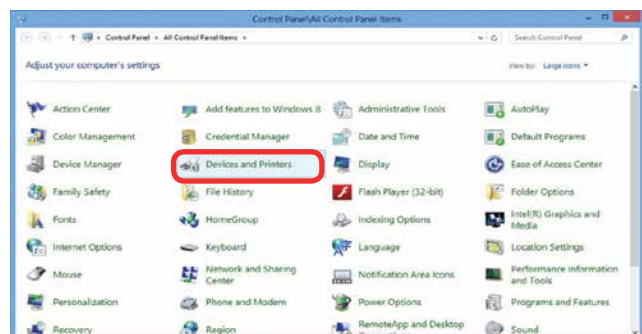 Control Panel\All Control Panel Items
Control Panel ▸ All Control Panel Items ▸
Search Control Panel
Adjust your computer's settings
View by: Large icons
Action Center
Add features to Windows 8
Administrative Tools
AutoPlay
Color Management
Credential Manager
Date and Time
Default Programs
Device Manager
Devices and Printers
Display
Ease of Access Center
Family Safety
File History
Flash Player (32-bit)
Folder Options
Fonts
HomeGroup
Indexing Options
Intel(R) Graphics and
Media
Internet Options
Keyboard
Language
Location Settings
Mouse
Network and Sharing
Center
Notification Area Icons
Performance Information
and Tools
Personalization
Phone and Modem
Power Options
Programs and Features
Recovery
Region
RemoteApp and Desktop
Sound